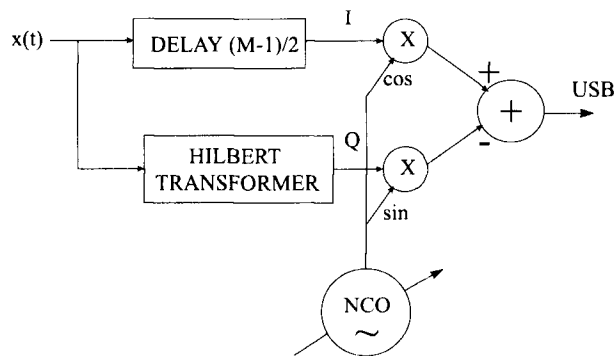 x(t)
DELAY (M-1)/2
I
X
cos
+
USB
+
-
HILBERT
TRANSFORMER
Q
X
sin
NCO
~